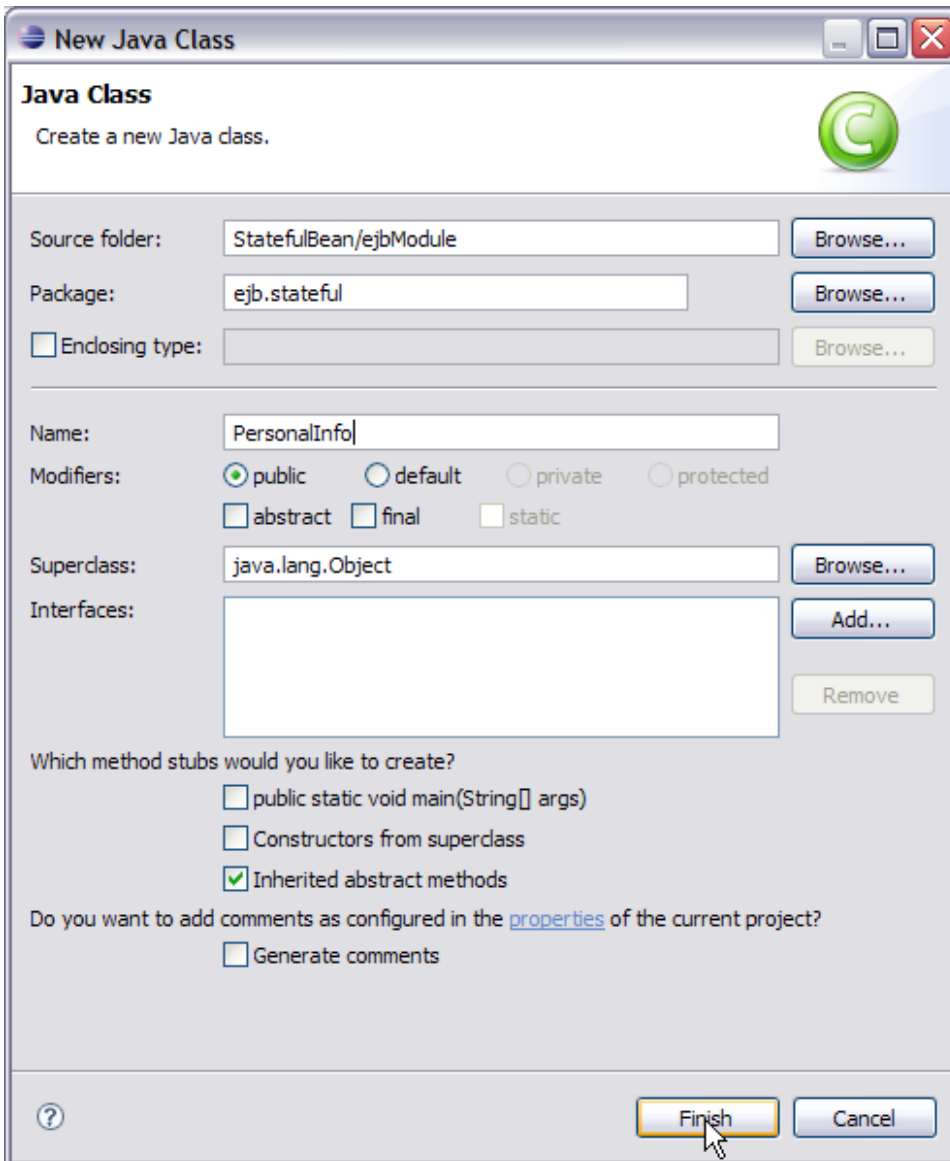 New Java Class
Java Class
Create a new Java class.
C
Source folder: StatefulBean/ejbModule Browse...
Package: ejb.stateful Browse...
Enclosing type: Browse...
Name: PersonalInfo
Modifiers: public default private protected
abstract final static
Superclass: java.lang.Object Browse...
Interfaces: Add...
Remove
Which method stubs would you like to create?
public static void main(String[] args)
Constructors from superclass
Inherited abstract methods
Do you want to add comments as configured in the properties of the current project?
Generate comments
? Finish Cancel